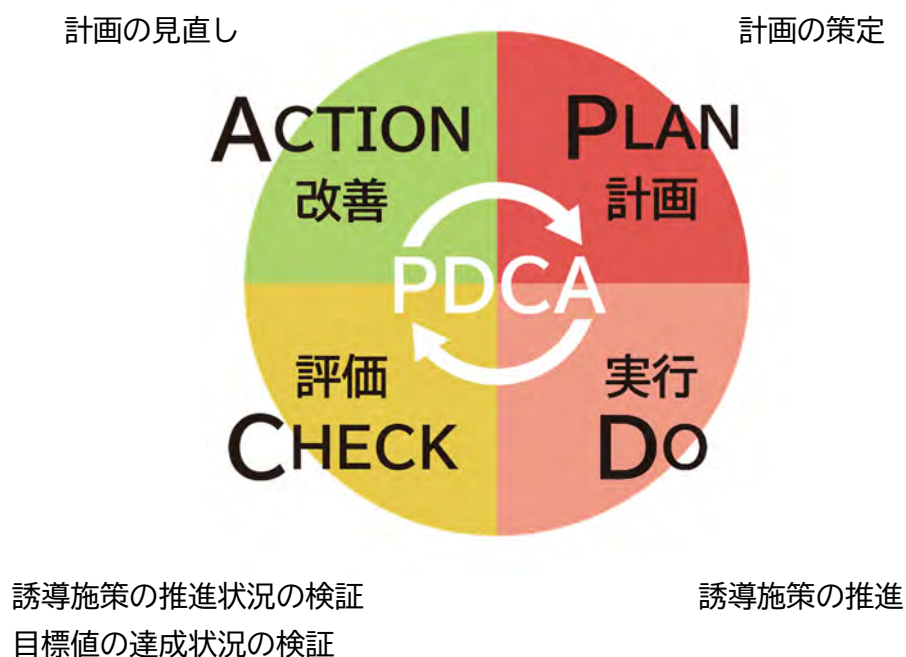 計画の見直し
計画の策定
ACTION
改善
PLAN
計画
PDCA
評価
CHECK
実行
DO
誘導施策の推進状況の検証
目標値の達成状況の検証
誘導施策の推進